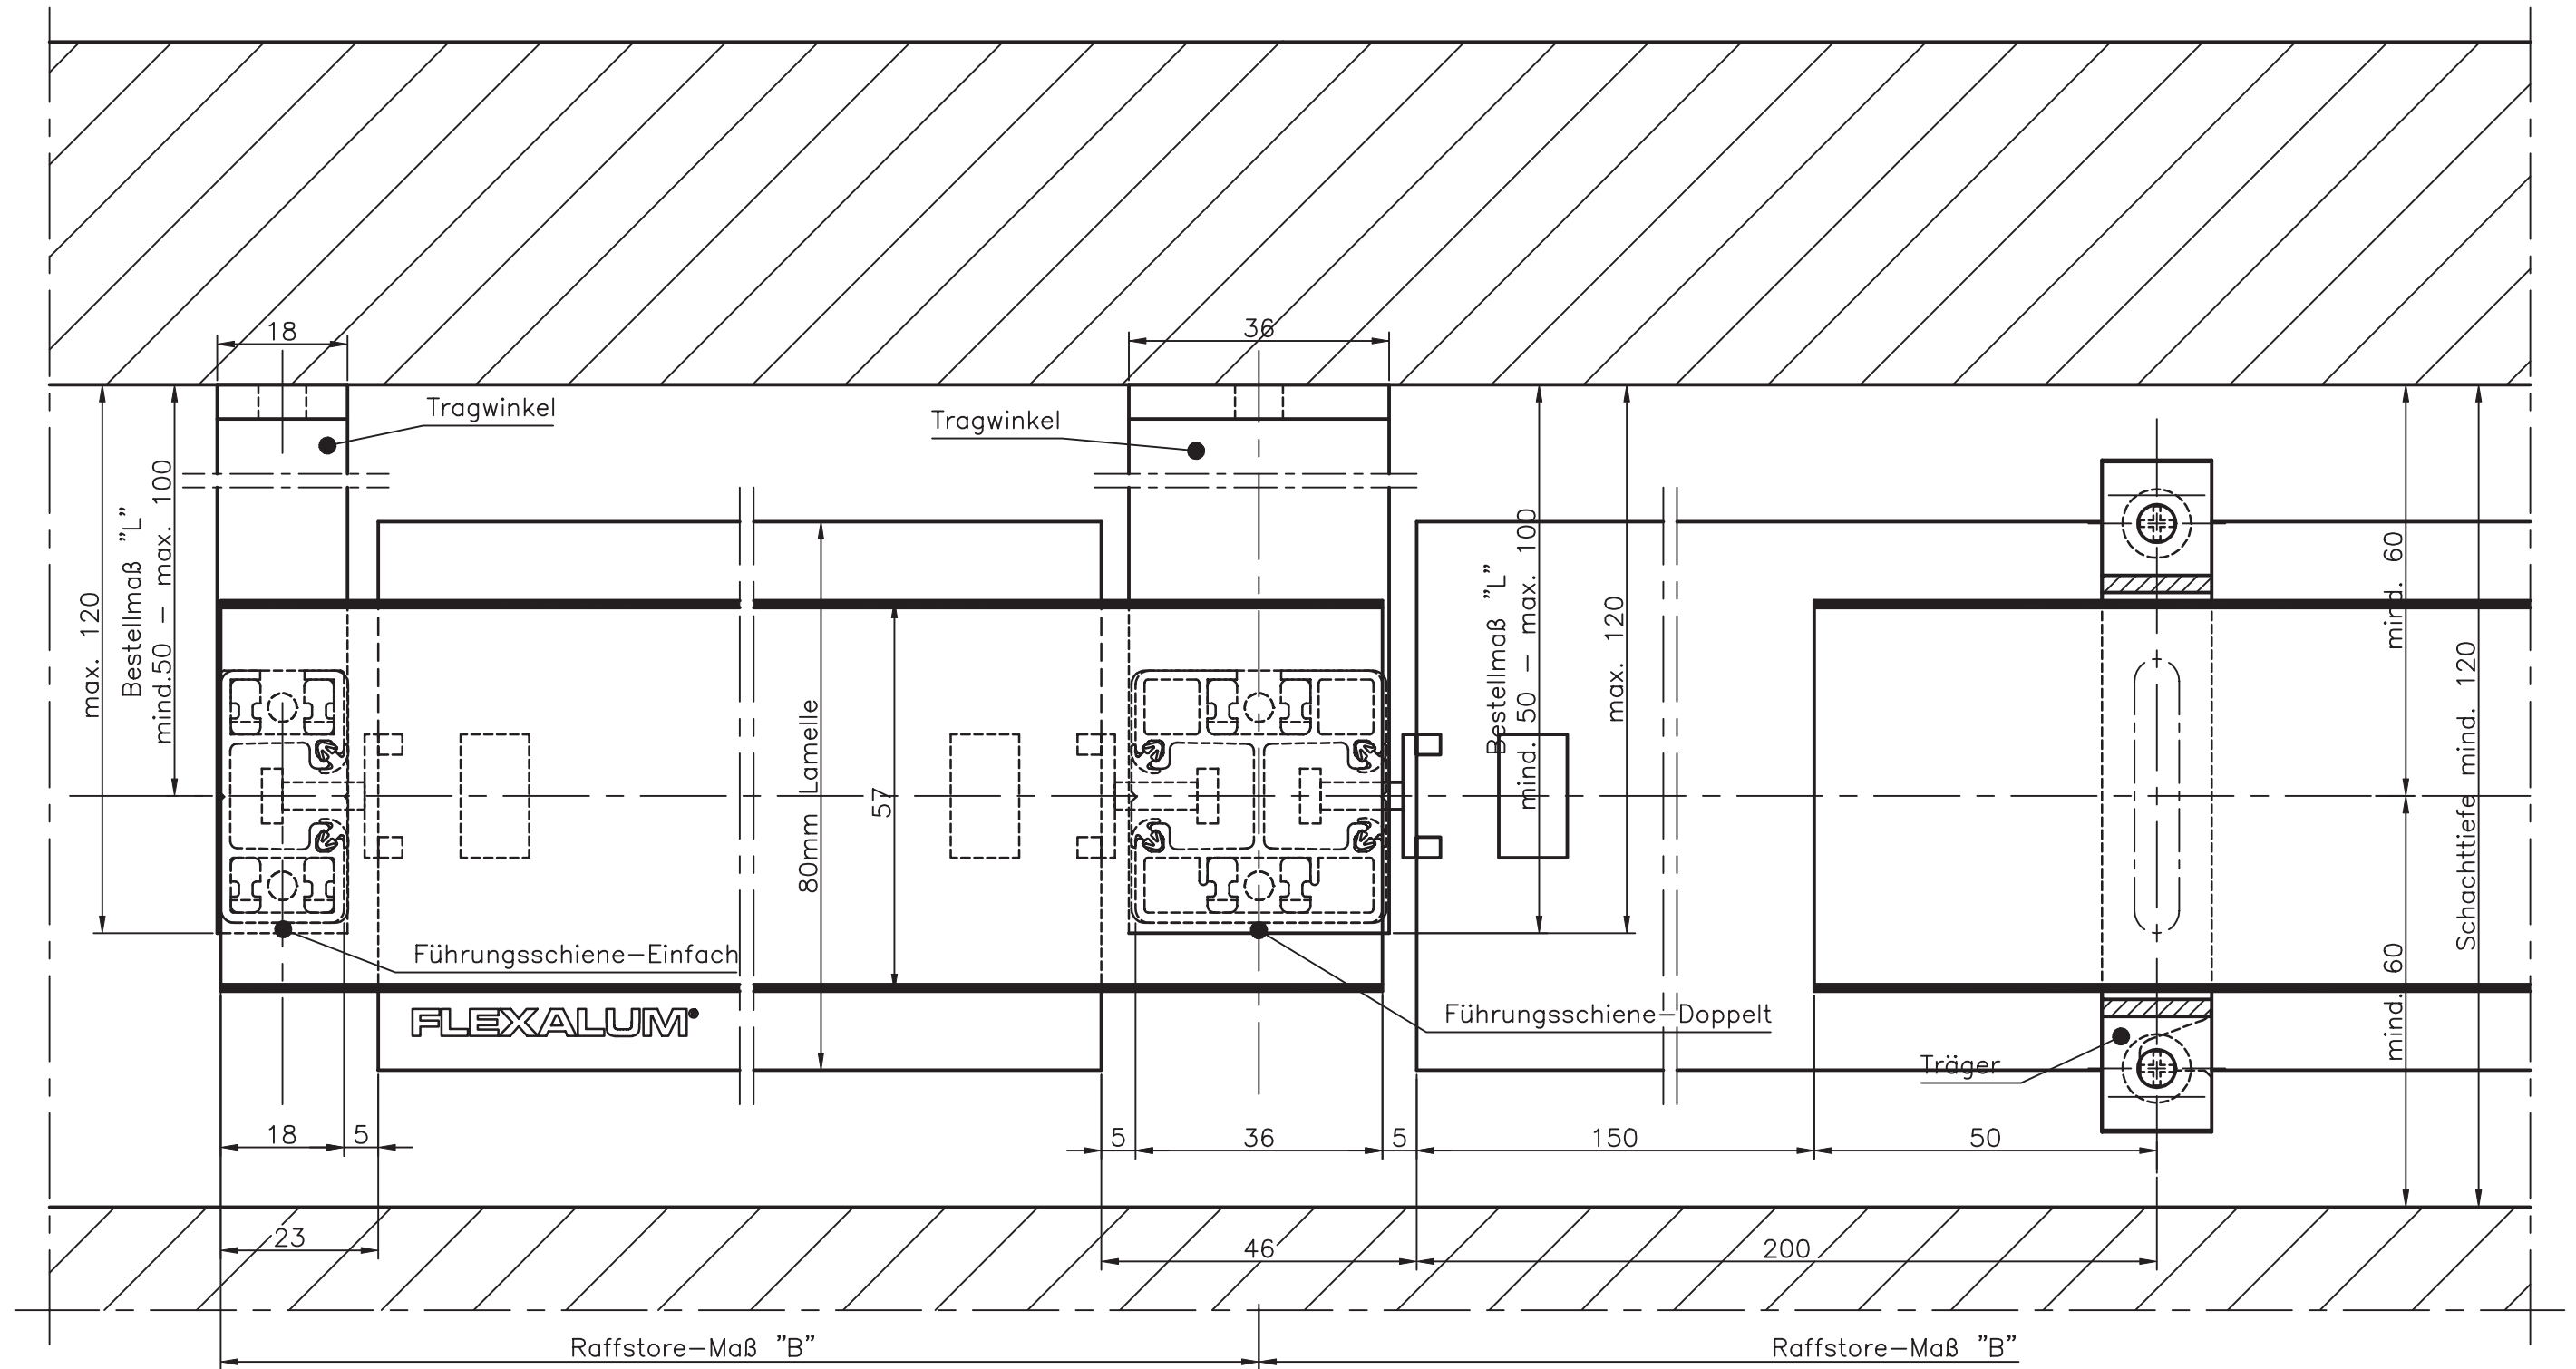 18
36
Tragwinkel
Tragwinkel
max. 120
Bestellmaß "L"
mind.50 – max. 100
80mm Lamelle
57
Bestellmaß "L"
mind. 50 – max. 100
max. 120
mind. 60
mind. 60
Schachttiefe mind. 120
Führungsschiene–Einfach
FLEXALUM
Führungsschiene–Doppelt
Träger
18
5
5
36
5
150
50
23
46
200
Raffstore–Maß "B"
Raffstore–Maß "B"